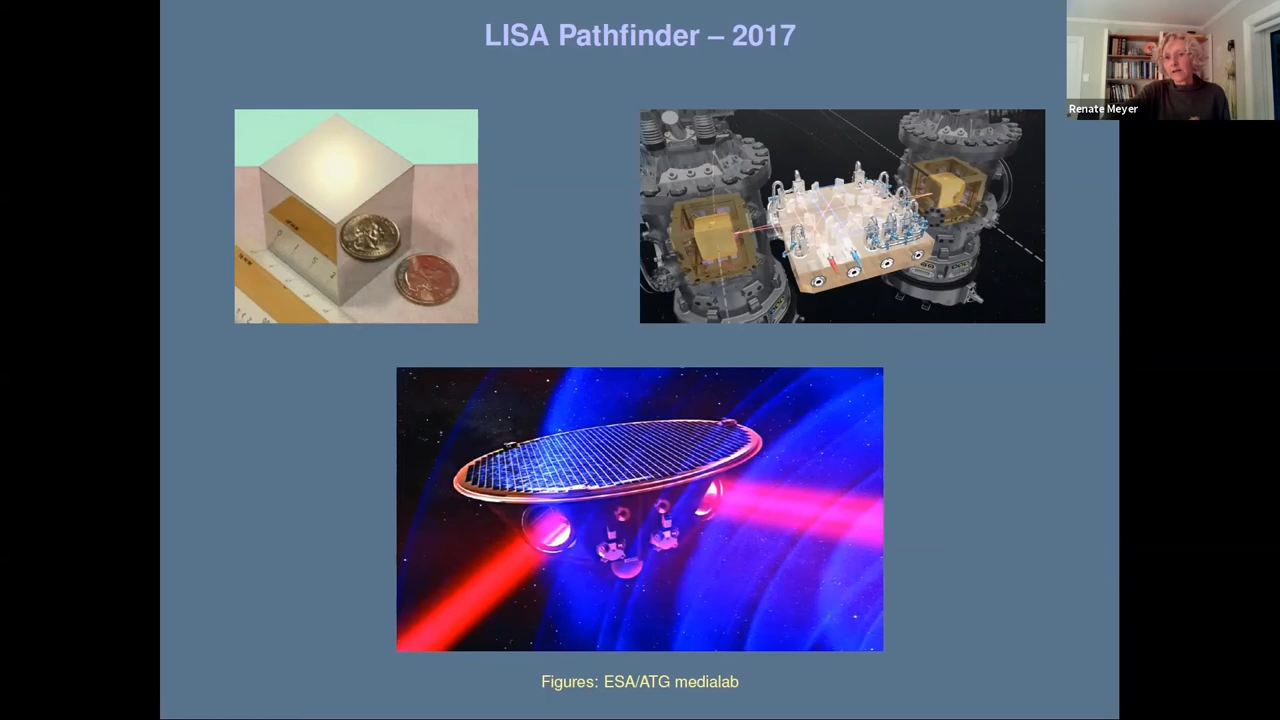 LISA Pathfinder – 2017
Renate Meyer
Figures: ESA/ATG medialab